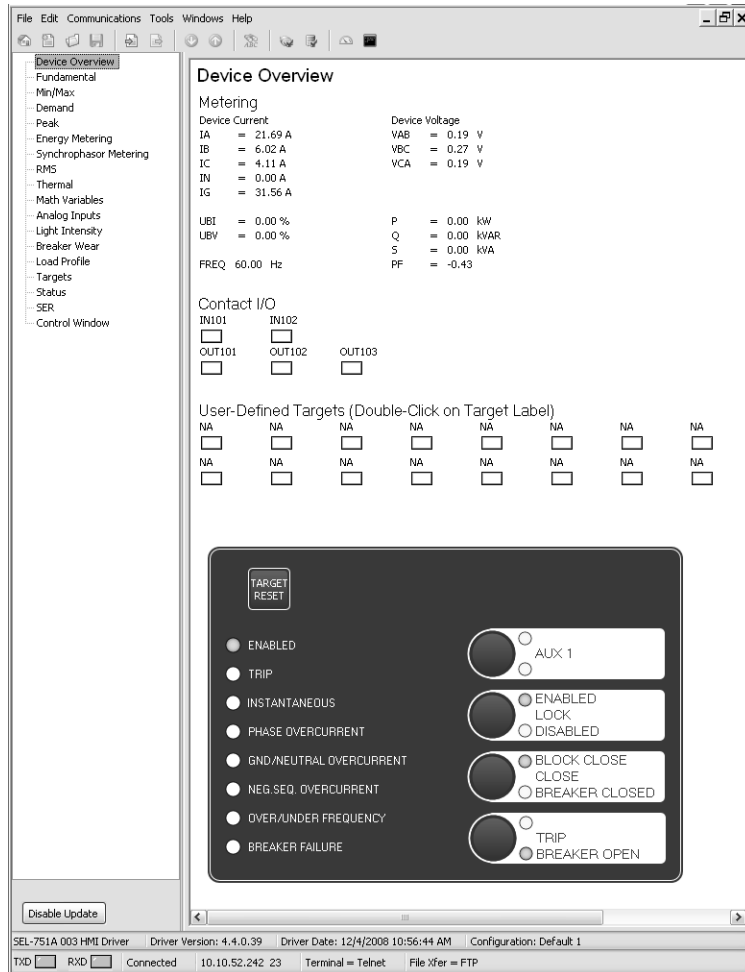 File Edit Communications Tools Windows Help
Device Overview
Fundamental
Min/Max
Demand
Peak
Energy Metering
Synchrophasor Metering
RMS
Thermal
Math Variables
Analog Inputs
Light Intensity
Breaker Wear
Load Profile
Targets
Status
SER
Control Window
Disable Update
Device Overview
Metering
Device Current
IA = 21.69 A
IB = 6.02 A
IC = 4.11 A
IN = 0.00 A
IG = 31.56 A
Device Voltage
VAB = 0.19 V
VBC = 0.27 V
VCA = 0.19 V
UBI = 0.00 %
UBV = 0.00 %
FREQ 60.00 Hz
P = 0.00 kW
Q = 0.00 kVAR
S = 0.00 kVA
PF = -0.43
Contact I/O
IN101 IN102
OUT101 OUT102 OUT103
User-Defined Targets (Double-Click on Target Label)
NA NA NA NA NA NA NA NA
NA NA NA NA NA NA NA NA
TARGET
RESET
ENABLED
TRIP
INSTANTANEOUS
PHASE OVERCURRENT
GND/NEUTRAL OVERCURRENT
NEG.SEQ. OVERCURRENT
OVER/UNDER FREQUENCY
BREAKER FAILURE
AUX 1
ENABLED
LOCK
DISABLED
BLOCK CLOSE
CLOSE
BREAKER CLOSED
TRIP
BREAKER OPEN
SEL-751A 003 HMI Driver Driver Version: 4.4.0.39 Driver Date: 12/4/2008 10:56:44 AM Configuration: Default 1
TXD RXD Connected 10.10.52.242 23 Terminal = Telnet File Xfer = FTP